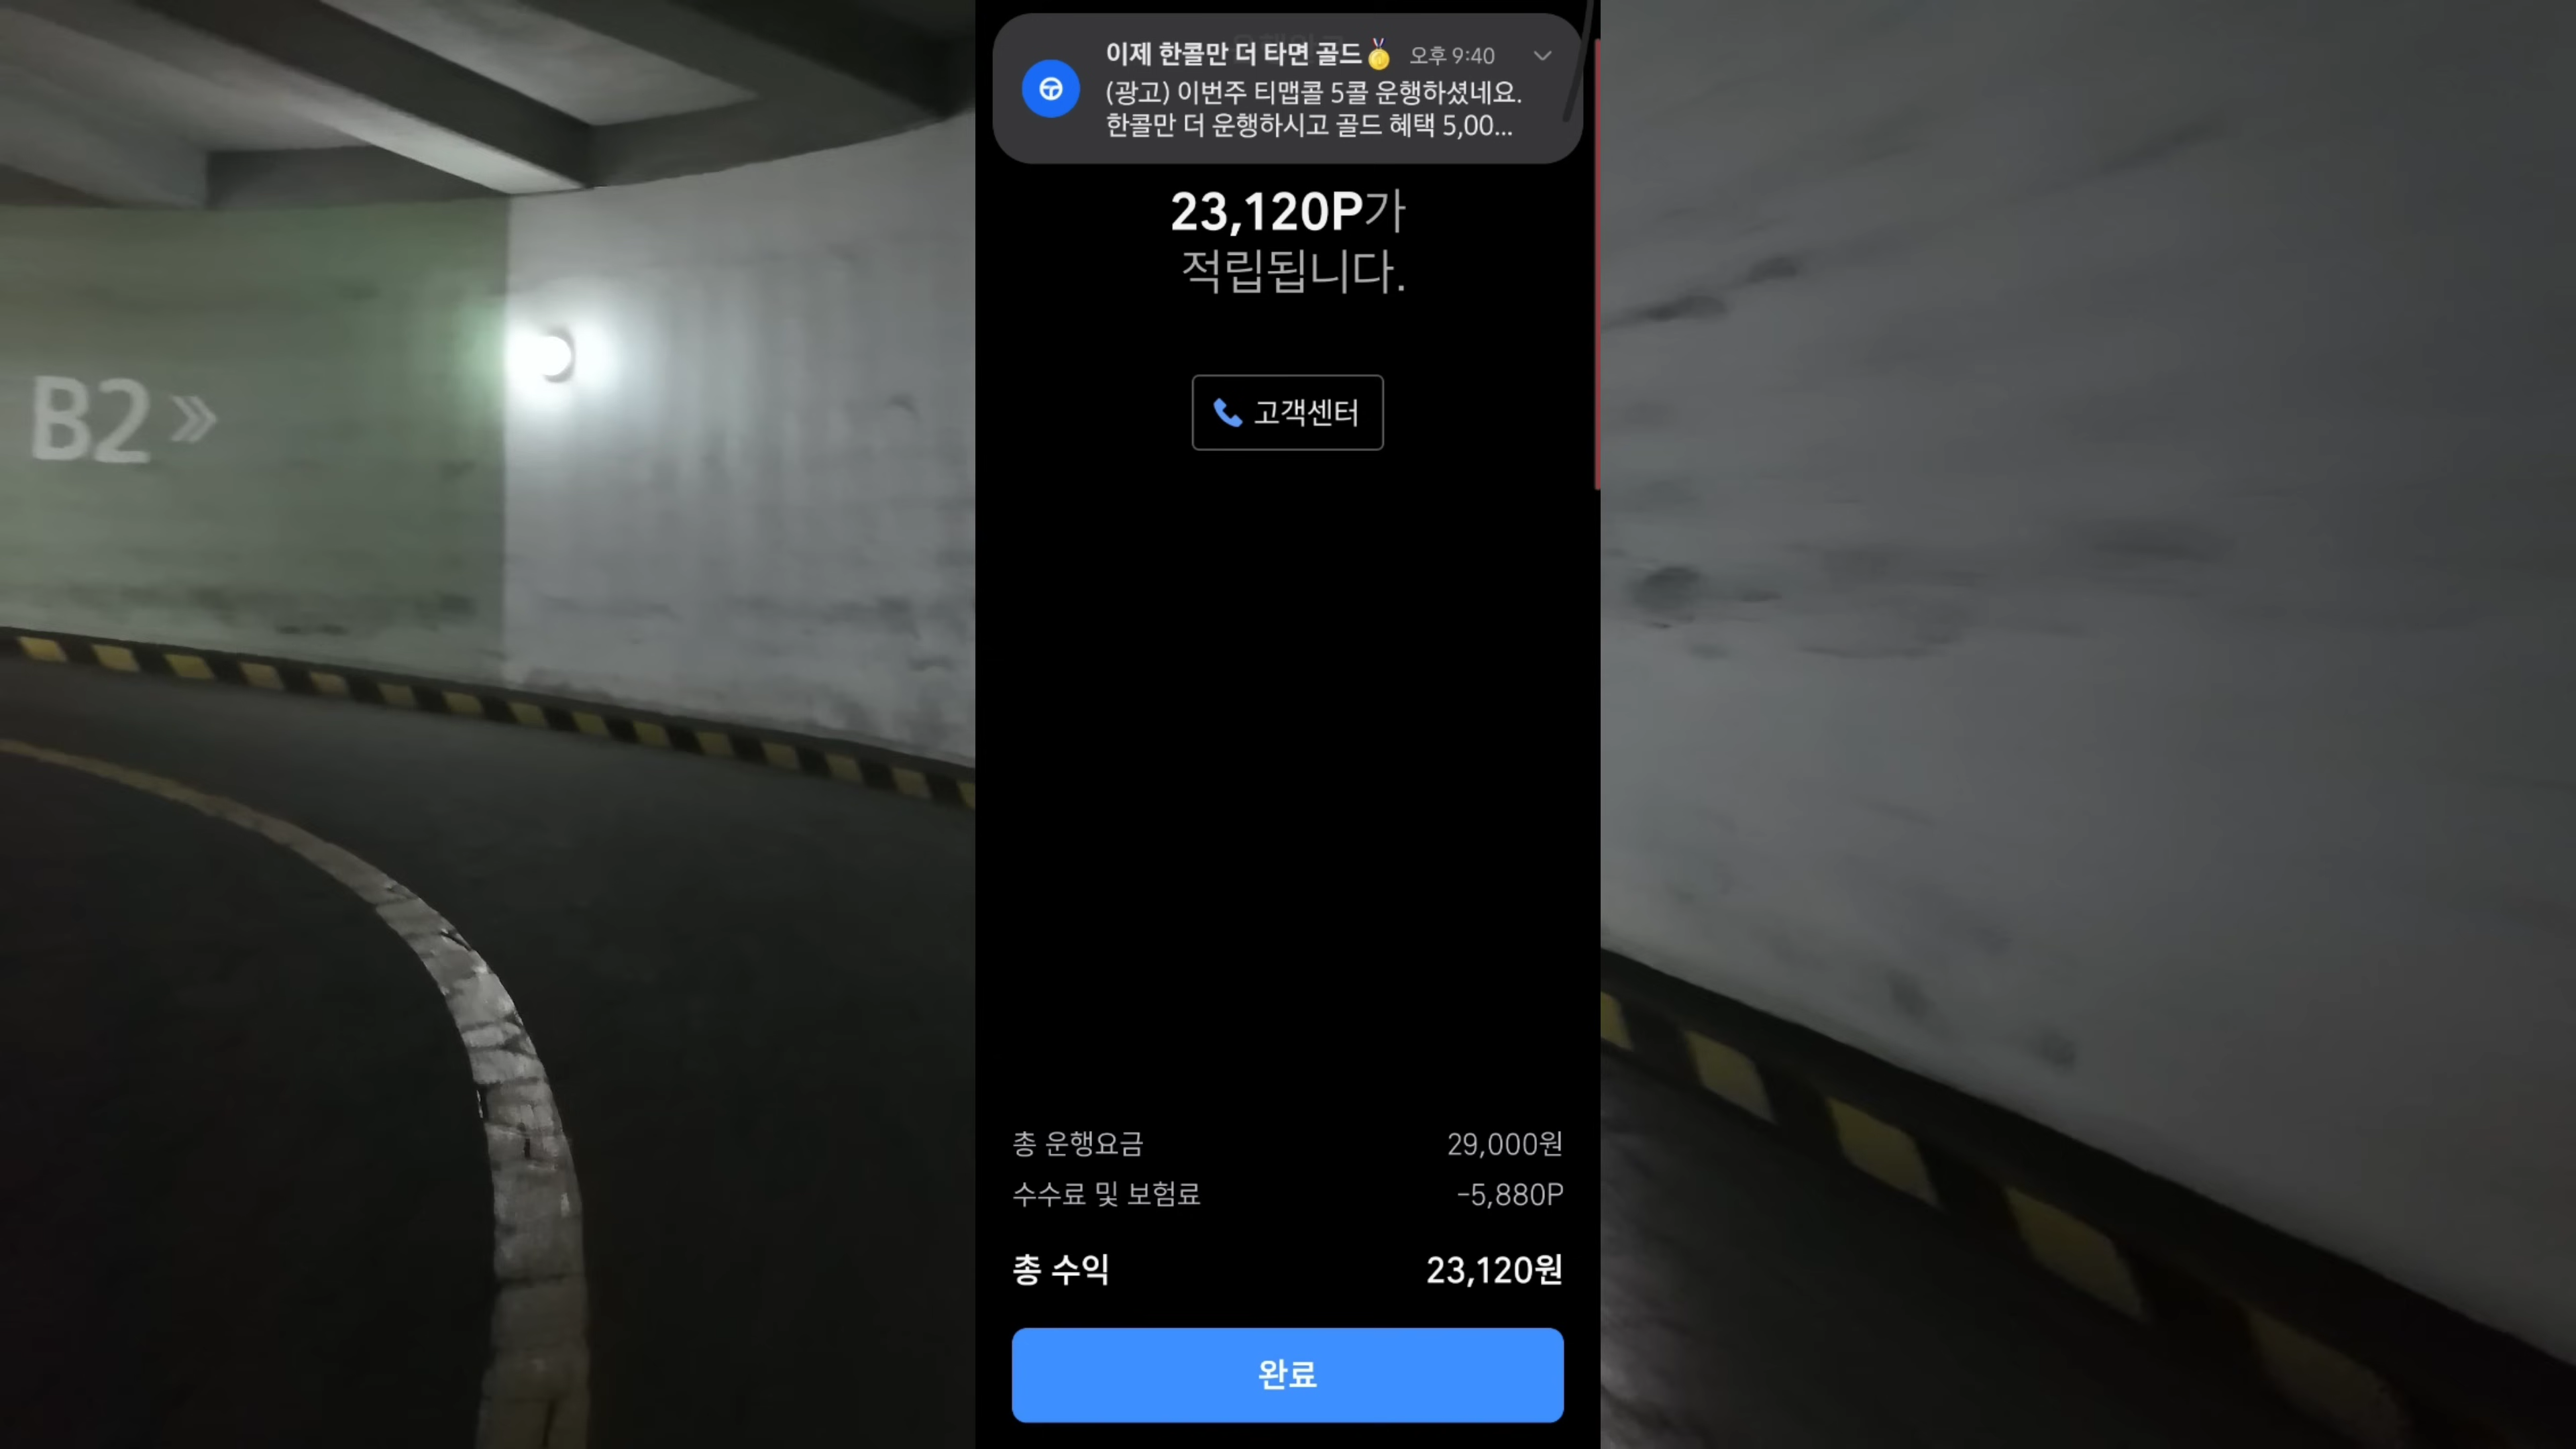 B2 »
이제 한콜만 더 타면 골드🏅 오후 9:40
(광고) 이번주 티맵콜 5콜 운행하셨네요.
한콜만 더 운행하시고 골드 혜택 5,00...
23,120P가
적립됩니다.
고객센터
총 운행요금 29,000원
수수료 및 보험료 -5,880P
총 수익 23,120원
완료